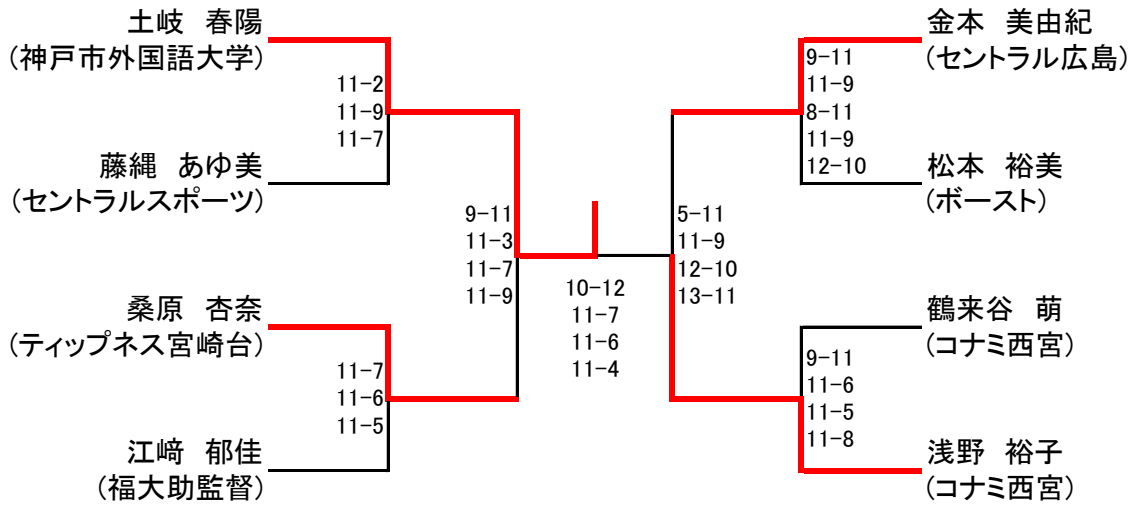 土岐 春陽
(神戸市外国語大学)
11-2
11-9
11-7
藤縄 あゆ美
(セントラルスポーツ)
9-11
11-3
11-7
11-9
桑原 杏奈
(ティップネス宮崎台)
11-7
11-6
11-5
江﨑 郁佳
(福大助監督)
10-12
11-7
11-6
11-4
金本 美由紀
(セントラル広島)
9-11
11-9
8-11
11-9
12-10
松本 裕美
(ボースト)
5-11
11-9
12-10
13-11
鶴来谷 萌
(コナミ西宮)
9-11
11-6
11-5
11-8
浅野 裕子
(コナミ西宮)